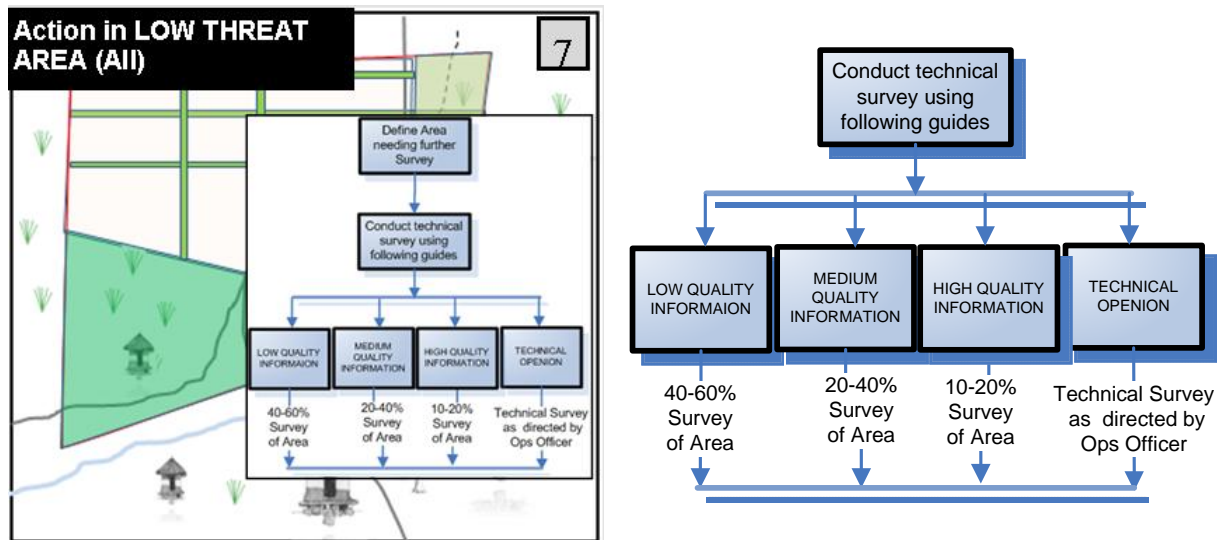 Action in LOW THREAT
AREA (All)
7
Define Area
needing further
Survey
Conduct technical
survey using
following guides
LOW QUALITY
INFORMAION
MEDIUM
QUALITY
INFORMATION
HIGH QUALITY
INFORMATION
TECHNICAL
OPENION
40-60%
Survey
of Area
20-40%
Survey
of Area
10-20%
Survey
of Area
Technical Survey
as directed by
Ops Officer
Conduct technical
survey using
following guides
LOW QUALITY
INFORMAION
MEDIUM
QUALITY
INFORMATION
HIGH QUALITY
INFORMATION
TECHNICAL
OPENION
40-60%
Survey
of Area
20-40%
Survey
of Area
10-20%
Survey
of Area
Technical Survey
as directed by
Ops Officer